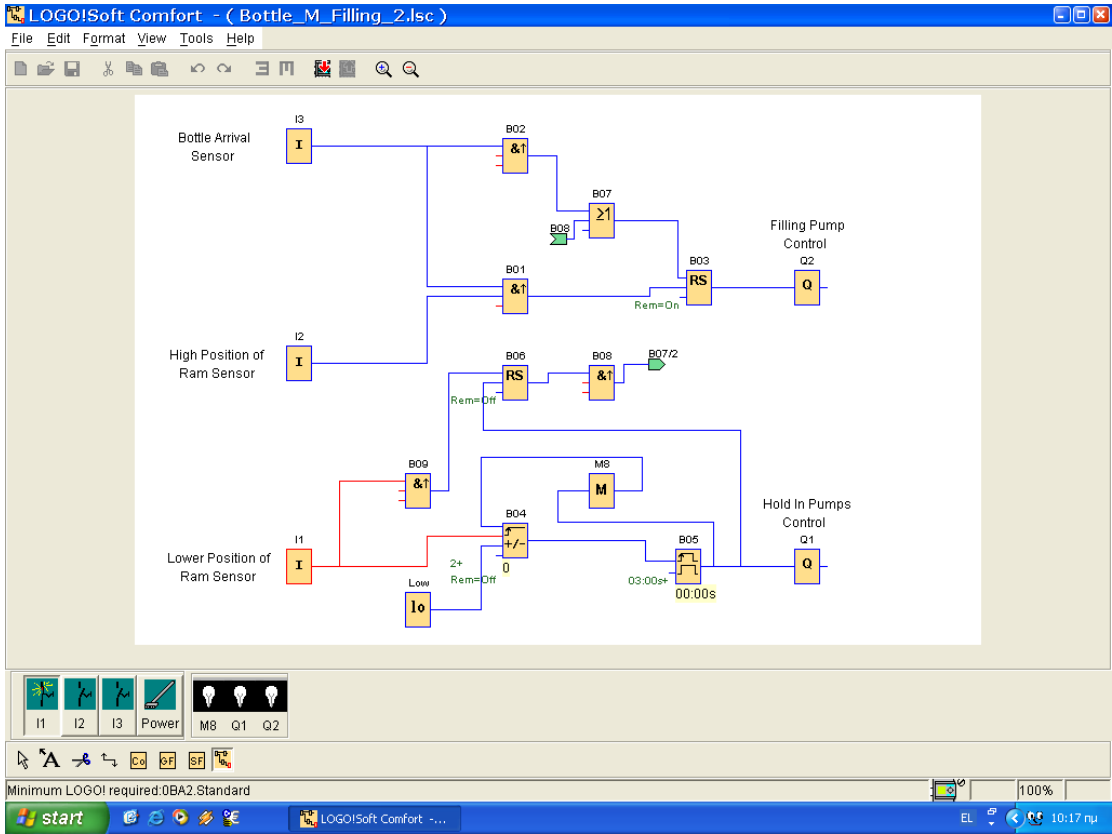 LOGO!Soft Comfort - ( Bottle_M_Filling_2.lsc )
File Edit Format View Tools Help
I3
Bottle Arrival
Sensor
I
B02
&↑
B07
≥1
B08
Filling Pump
Control
B01
&↑
B03
RS
Q2
Q
Rem=On
I2
High Position of
Ram Sensor
I
B06
RS
B08
&↑
B07/2
Rem=Off
B09
&↑
M8
M
Hold In Pumps
Control
B04
+/-
I1
Lower Position of
Ram Sensor
I
2+
Rem=Off
0
B05
03:00s+
00:00s
Q1
Q
Low
lo
I1 I2 I3 Power M8 Q1 Q2
A Co GF SF
Minimum LOGO! required:0BA2.Standard
100%
start
LOGO!Soft Comfort -...
EL
10:17 πμ